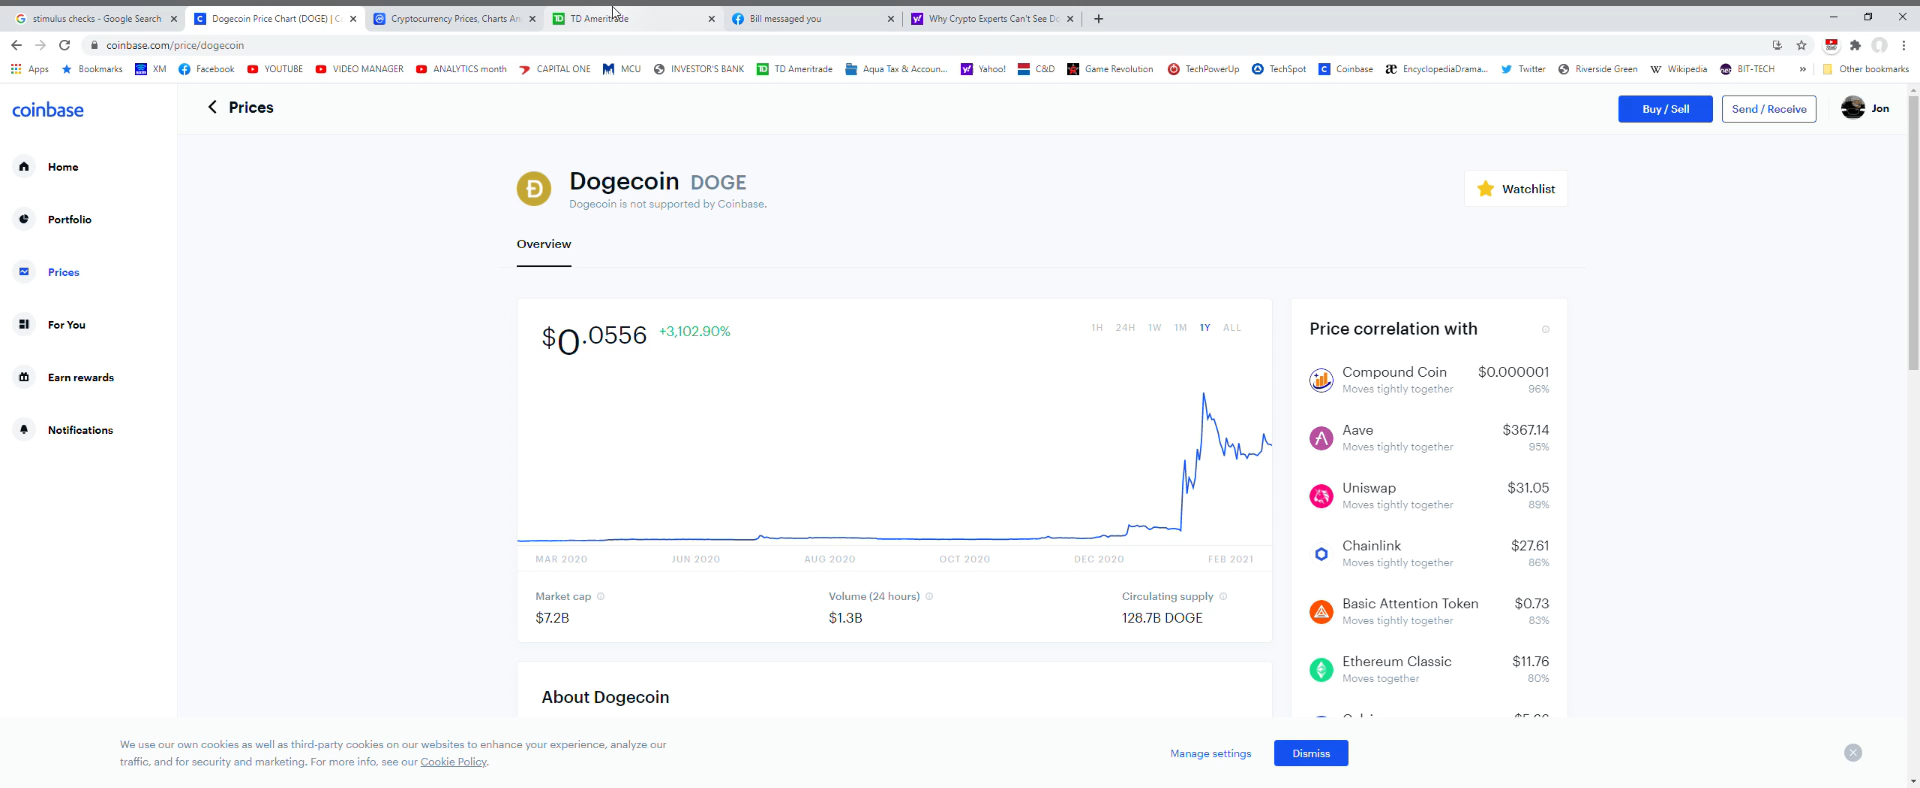 stimulus checks - Google Search
Dogecoin Price Chart (DOGE) | C
Cryptocurrency Prices, Charts An
TD Ameritrade
Bill messaged you
Why Crypto Experts Can't See Do
coinbase.com/price/dogecoin
Apps Bookmarks XM Facebook YOUTUBE VIDEO MANAGER ANALYTICS month CAPITAL ONE MCU INVESTOR'S BANK TD Ameritrade Aqua Tax & Accoun... Yahoo! C&D Game Revolution TechPowerUp TechSpot Coinbase EncyclopediaDrama... Twitter Riverside Green Wikipedia BIT-TECH » Other bookmarks
coinbase
Prices
Buy / Sell
Send / Receive
Jon
Home
Portfolio
Prices
For You
Earn rewards
Notifications
Dogecoin DOGE
Dogecoin is not supported by Coinbase.
Watchlist
Overview
$0.0556 +3,102.90%
1H 24H 1W 1M 1Y ALL
MAR 2020 JUN 2020 AUG 2020 OCT 2020 DEC 2020 FEB 2021
Market cap Volume (24 hours) Circulating supply
$7.2B $1.3B 128.7B DOGE
About Dogecoin
Price correlation with
Compound Coin $0.000001
Moves tightly together 96%
Aave $367.14
Moves tightly together 95%
Uniswap $31.05
Moves tightly together 89%
Chainlink $27.61
Moves tightly together 86%
Basic Attention Token $0.73
Moves tightly together 83%
Ethereum Classic $11.76
Moves together 80%
We use our own cookies as well as third-party cookies on our websites to enhance your experience, analyze our
traffic, and for security and marketing. For more info, see our Cookie Policy.
Manage settings
Dismiss